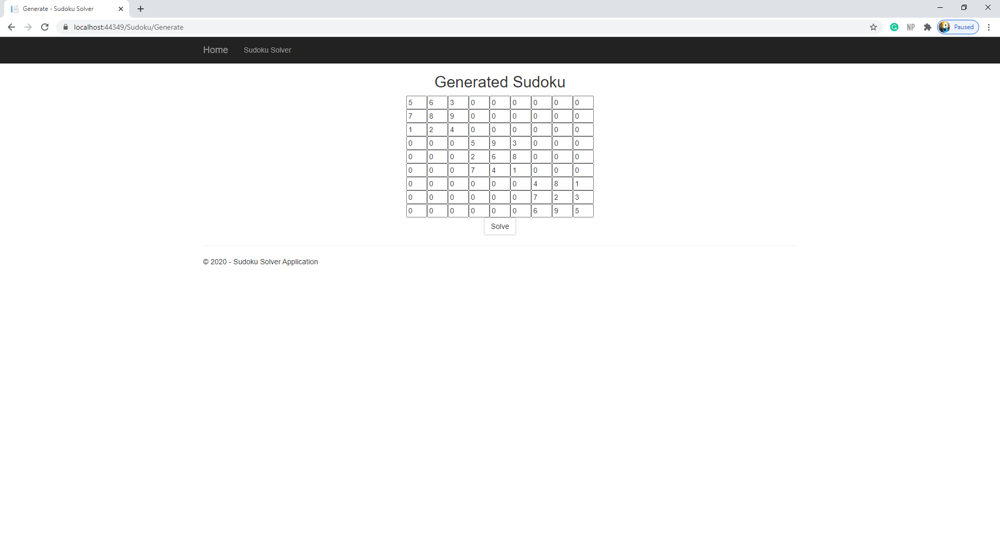 Generate - Sudoku Solver
localhost:44349/Sudoku/Generate
NP
Paused
Home Sudoku Solver
Generated Sudoku
5 6 3 0 0 0 0 0 0
7 8 9 0 0 0 0 0 0
1 2 4 0 0 0 0 0 0
0 0 0 5 9 3 0 0 0
0 0 0 2 6 8 0 0 0
0 0 0 7 4 1 0 0 0
0 0 0 0 0 0 4 8 1
0 0 0 0 0 0 7 2 3
0 0 0 0 0 0 6 9 5
Solve
© 2020 - Sudoku Solver Application